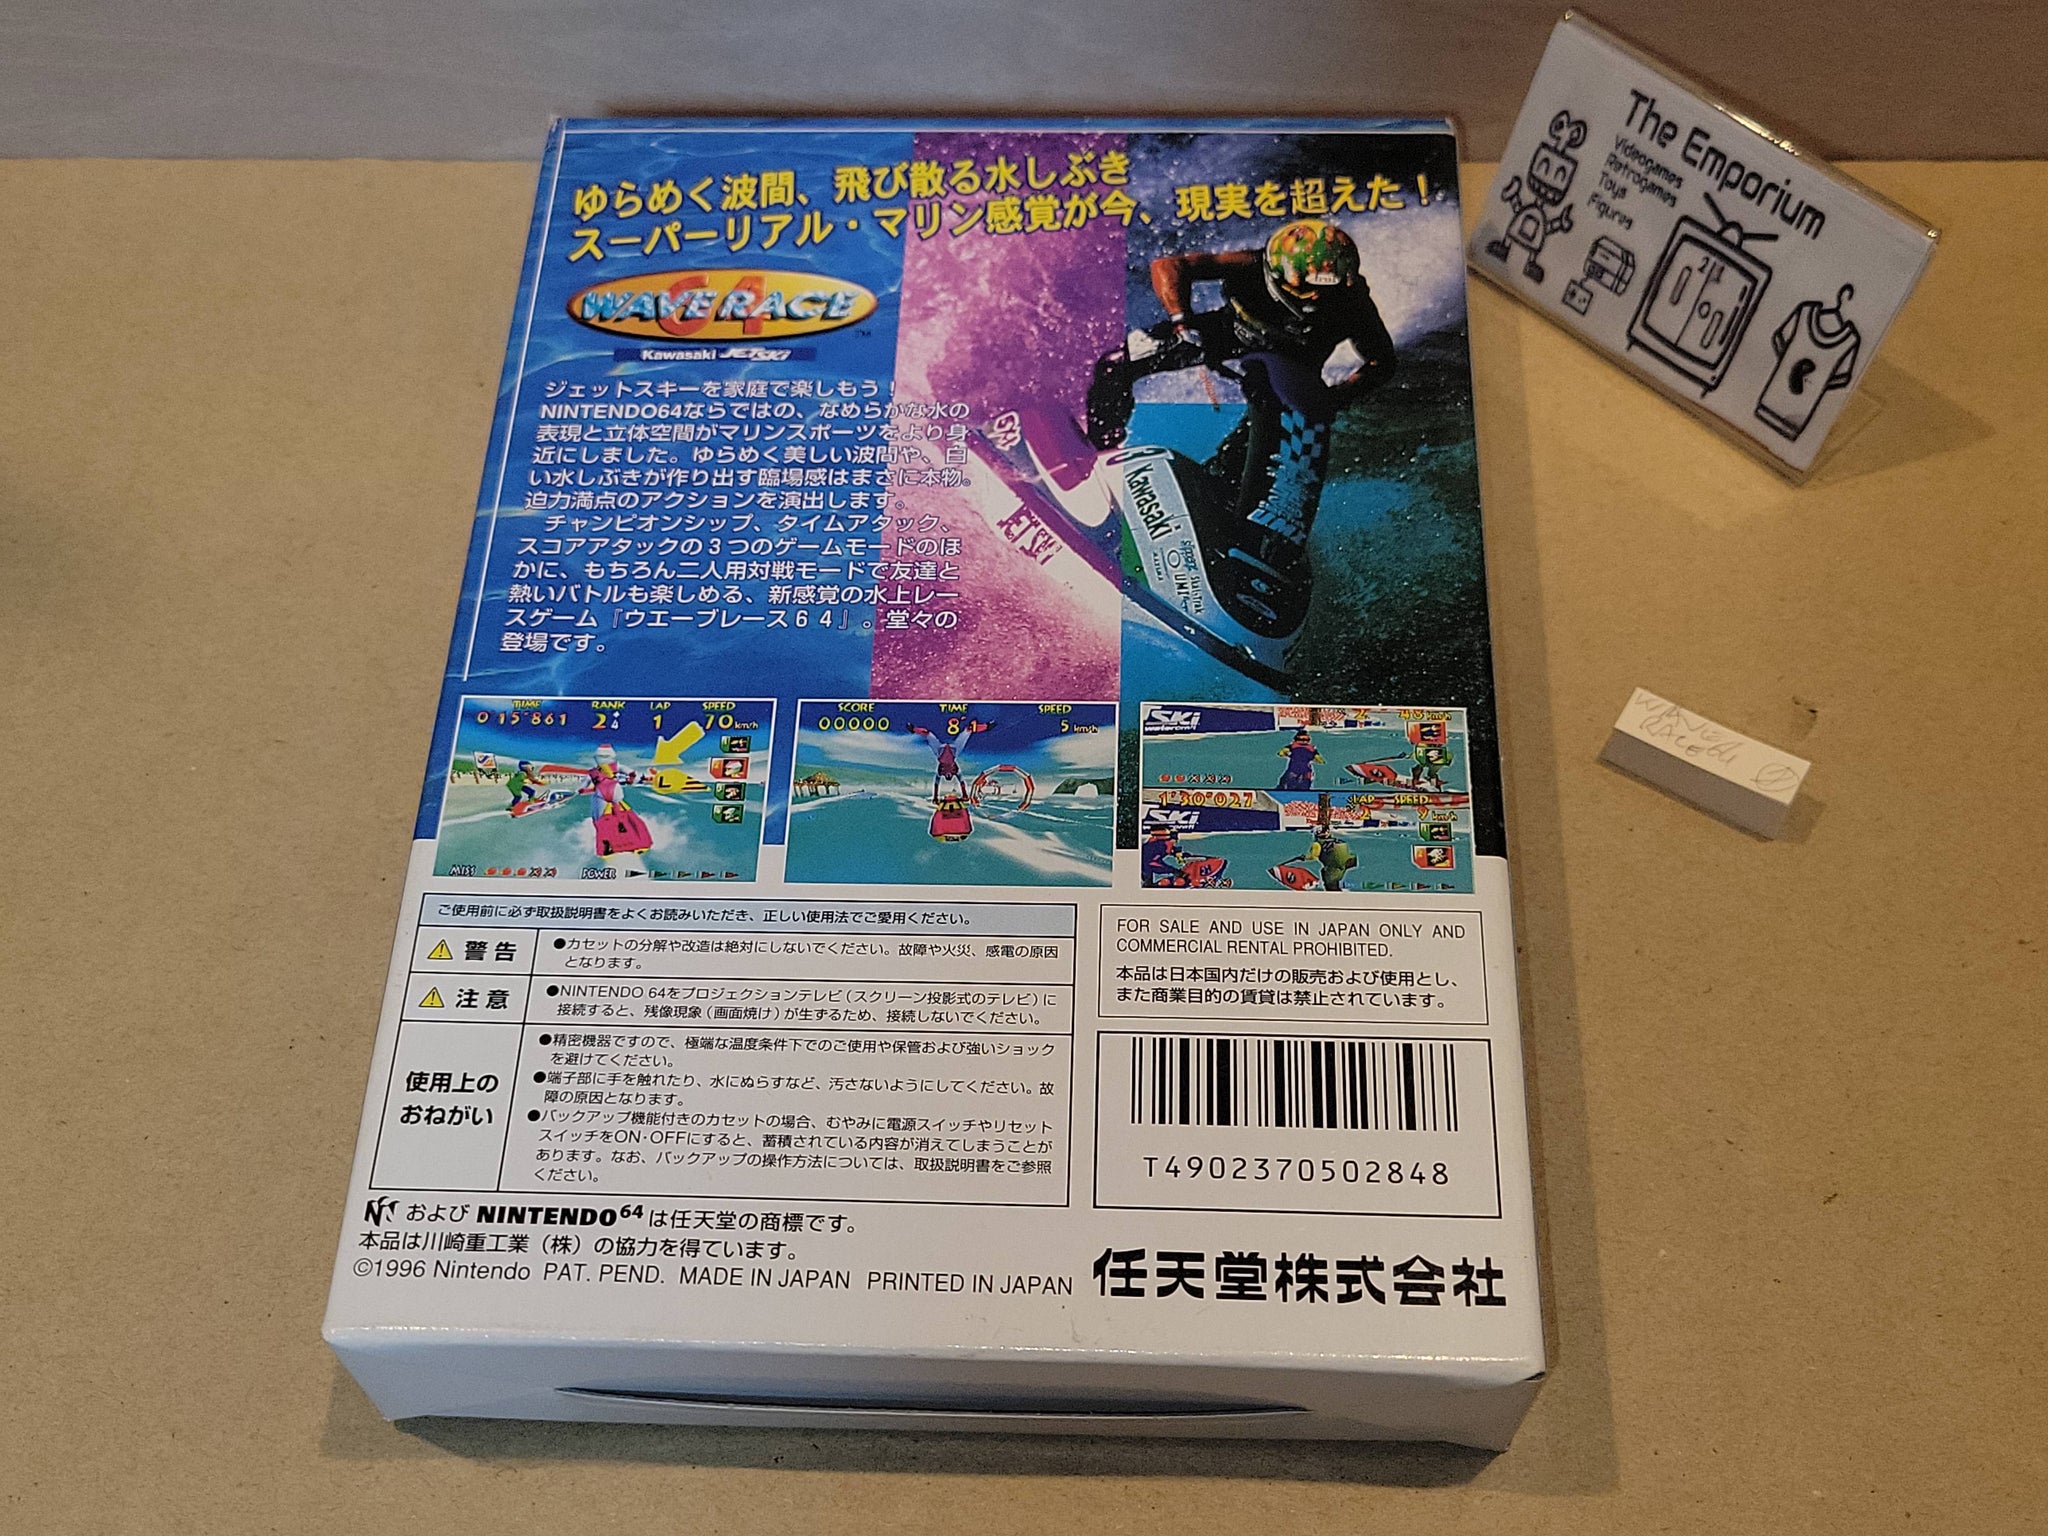 ゆらめく波間、飛び散る水しぶき
スーパーリアル・マリン感覚が今、現実を超えた！
WAVE RACE 64
TM
Kawasaki JET SKI
ジェットスキーを家庭で楽しもう！
NINTENDO64ならではの、なめらかな水の
表現と立体空間がマリンスポーツをより身
近にしました。ゆらめく美しい波間や、白
い水しぶきが作り出す臨場感はまさに本物。
迫力満点のアクションを演出します。
チャンピオンシップ、タイムアタック、
スコアアタックの３つのゲームモードのほ
かに、もちろん二人用対戦モードで友達と
熱いバトルも楽しめる、新感覚の水上レー
スゲーム『ウエーブレース６４』。堂々の
登場です。
Kawasaki
JET SKI
TIME RANK LAP SPEED
0'15"861 2 4 1 70 km/h
L
MISS POWER
SCORE TIME SPEED
00000 8"1 5 km/h
SKi
1'30"027 LAP SPEED
2 9 km/h
SKi
ご使用前に必ず取扱説明書をよくお読みいただき、正しい使用法でご愛用ください。
警告
●カセットの分解や改造は絶対にしないでください。故障や火災、感電の原因
となります。
注意
●NINTENDO 64をプロジェクションテレビ（スクリーン投影式のテレビ）に
接続すると、残像現象（画面焼け）が生ずるため、接続しないでください。
使用上の
おねがい
●精密機器ですので、極端な温度条件下でのご使用や保管および強いショック
を避けてください。
●端子部に手を触れたり、水にぬらすなど、汚さないようにしてください。故
障の原因となります。
●バックアップ機能付きのカセットの場合、むやみに電源スイッチやリセット
スイッチをON・OFFにすると、蓄積されている内容が消えてしまうことが
あります。なお、バックアップの操作方法については、取扱説明書をご参照
ください。
FOR SALE AND USE IN JAPAN ONLY AND
COMMERCIAL RENTAL PROHIBITED.
本品は日本国内だけの販売および使用とし、
また商業目的の賃貸は禁止されています。
T4902370502848
および NINTENDO64 は任天堂の商標です。
本品は川崎重工業（株）の協力を得ています。
©1996 Nintendo PAT. PEND. MADE IN JAPAN PRINTED IN JAPAN
任天堂株式会社
The Emporium
Videogames
Retrogames
Toys
Figures
WAVE
RACE 64